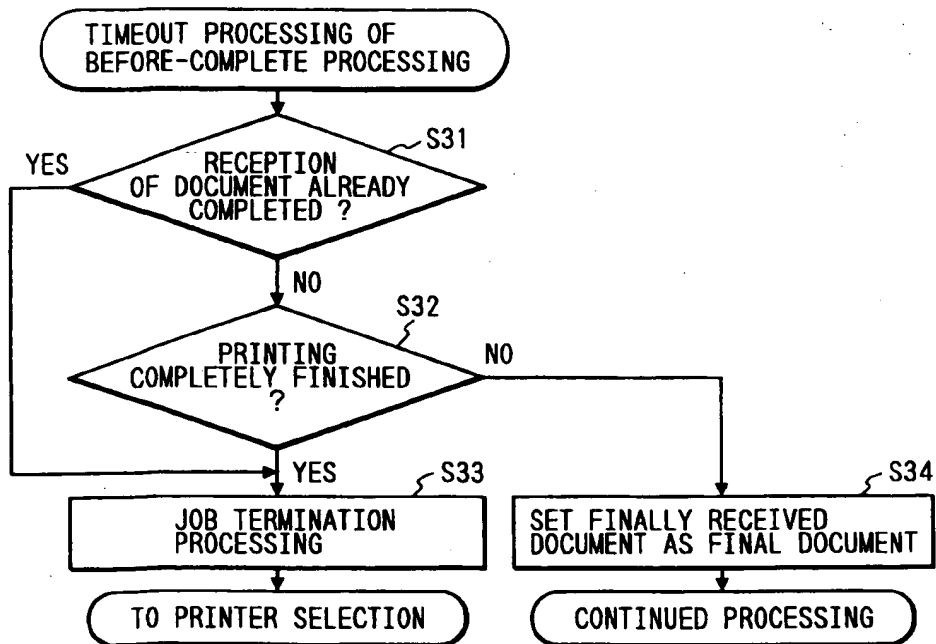 TIMEOUT PROCESSING OF
BEFORE-COMPLETE PROCESSING
S31
YES
RECEPTION
OF DOCUMENT ALREADY
COMPLETED ?
NO
S32
PRINTING
COMPLETELY FINISHED
?
NO
YES
S33
S34
JOB TERMINATION
PROCESSING
SET FINALLY RECEIVED
DOCUMENT AS FINAL DOCUMENT
TO PRINTER SELECTION
CONTINUED PROCESSING